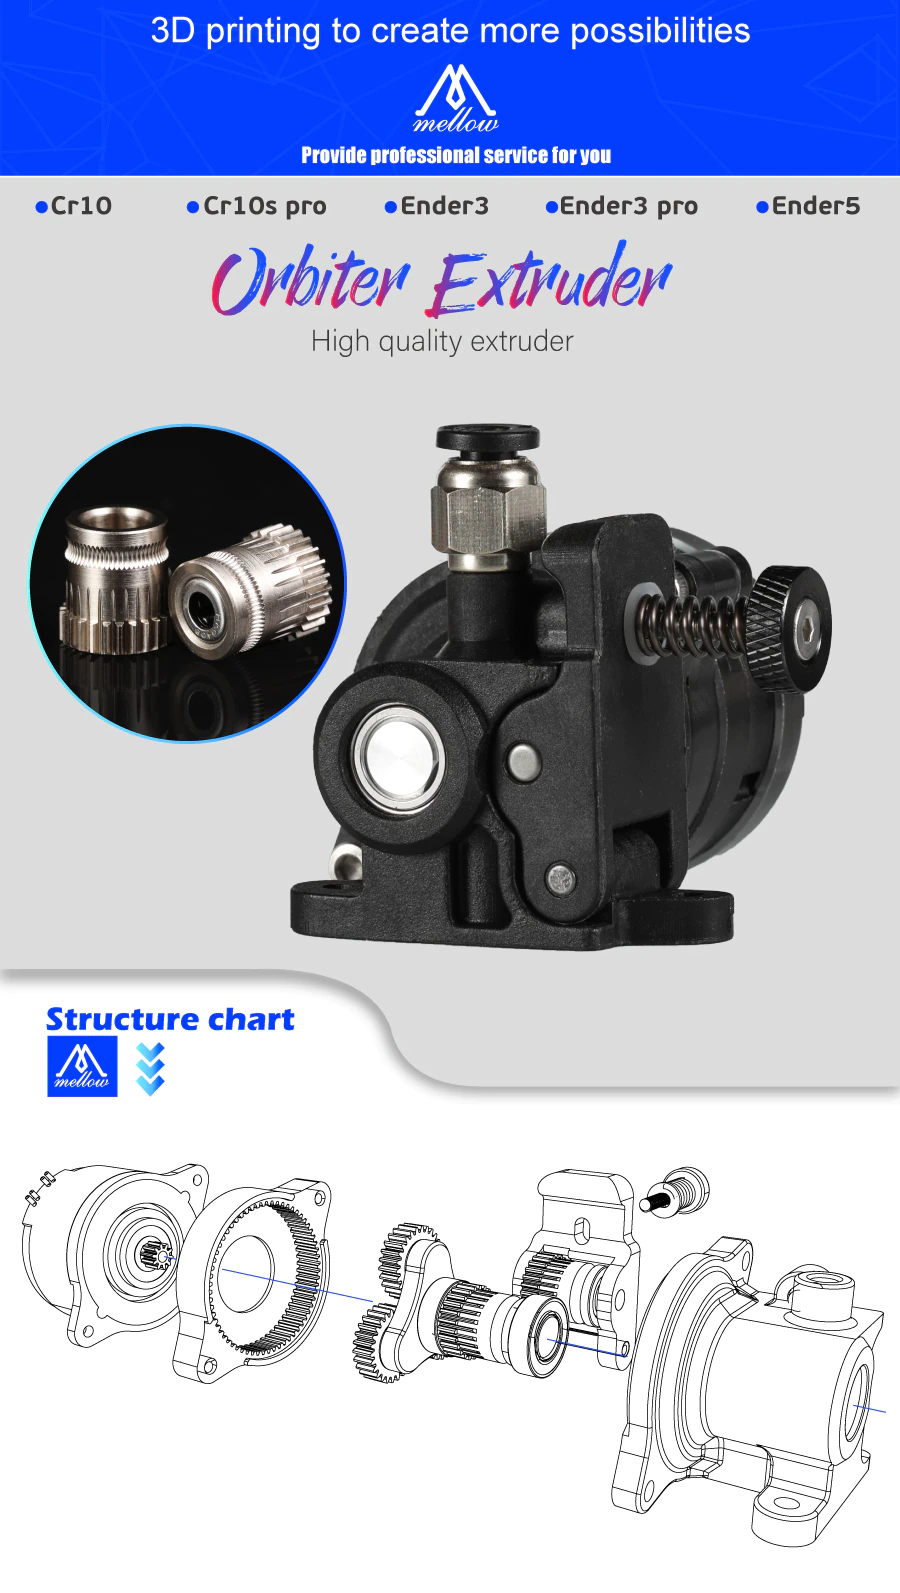 3D printing to create more possibilities
mellow
Provide professional service for you
●Cr10 ●Cr10s pro ●Ender3 ●Ender3 pro ●Ender5
Orbiter Extruder
High quality extruder
Structure chart
mellow